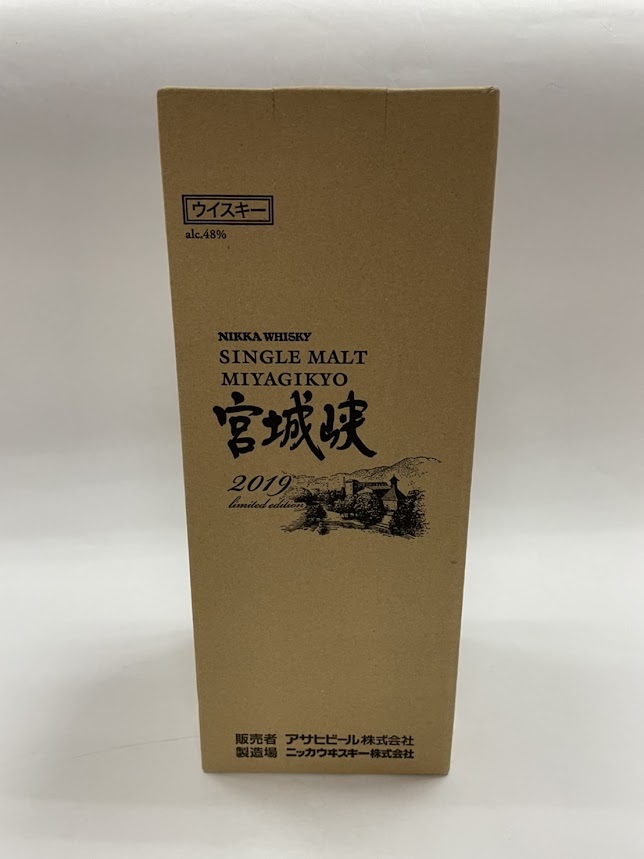 ウイスキー
alc.48%
NIKKA WHISKY
SINGLE MALT
MIYAGIKYO
宮城峡
2019
limited edition
販売者 アサヒビール株式会社
製造場 ニッカウヰスキー株式会社